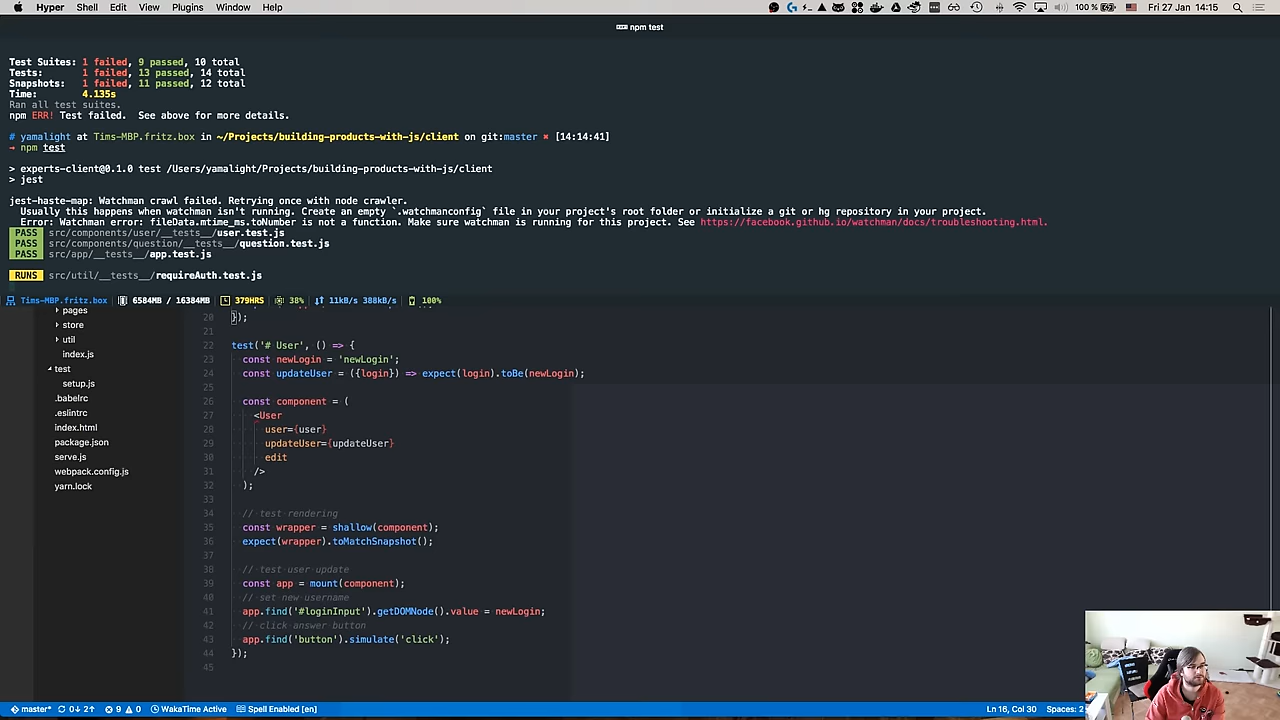 Hyper Shell Edit View Plugins Window Help 100 % Fri 27 Jan 14:15
npm test
Test Suites: 1 failed, 9 passed, 10 total
Tests: 1 failed, 13 passed, 14 total
Snapshots: 1 failed, 11 passed, 12 total
Time: 4.135s
Ran all test suites.
npm ERR! Test failed. See above for more details.
# yamalight at Tims-MBP.fritz.box in ~/Projects/building-products-with-js/client on git:master ✖ [14:14:41]
→ npm test
> experts-client@0.1.0 test /Users/yamalight/Projects/building-products-with-js/client
> jest
jest-haste-map: Watchman crawl failed. Retrying once with node crawler.
Usually this happens when watchman isn't running. Create an empty `.watchmanconfig` file in your project's root folder or initialize a git or hg repository in your project.
Error: Watchman error: fileData.mtime_ms.toNumber is not a function. Make sure watchman is running for this project. See https://facebook.github.io/watchman/docs/troubleshooting.html.
PASS src/components/user/__tests__/user.test.js
PASS src/components/question/__tests__/question.test.js
PASS src/app/__tests__/app.test.js
RUNS src/util/__tests__/requireAuth.test.js
Tims-MBP.fritz.box 6584MB / 16384MB 379HRS 38% 11kB/s 388kB/s 100%
pages
store
util
index.js
test
setup.js
.babelrc
.eslintrc
index.html
package.json
serve.js
webpack.config.js
yarn.lock
20 });
21
22 test('# User', () => {
23 const newLogin = 'newLogin';
24 const updateUser = ({login}) => expect(login).toBe(newLogin);
25
26 const component = (
27 <User
28 user={user}
29 updateUser={updateUser}
30 edit
31 />
32 );
33
34 // test rendering
35 const wrapper = shallow(component);
36 expect(wrapper).toMatchSnapshot();
37
38 // test user update
39 const app = mount(component);
40 // set new username
41 app.find('#loginInput').getDOMNode().value = newLogin;
42 // click answer button
43 app.find('button').simulate('click');
44 });
45
master* 0↓ 2↑ 9 0 WakaTime Active Spell Enabled [en] Ln 16, Col 30 Spaces: 2